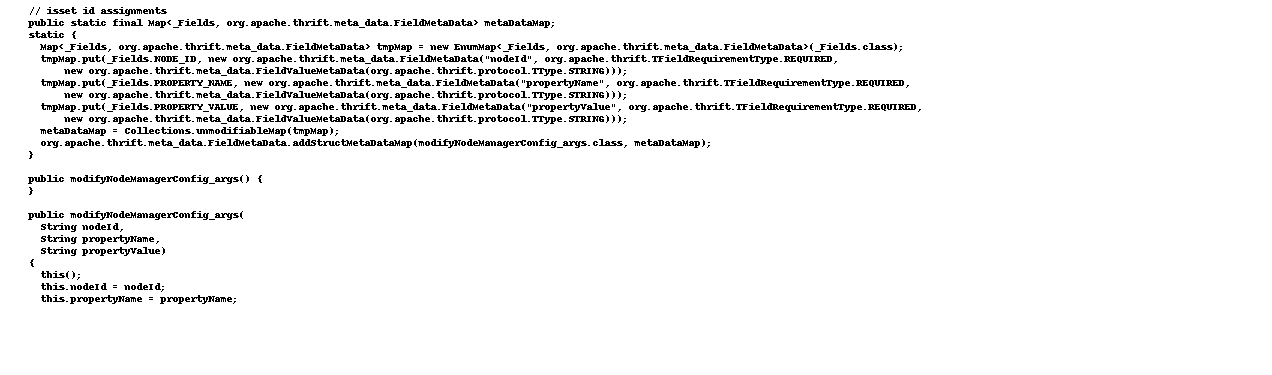 // isset id assignments
public static final Map<_Fields, org.apache.thrift.meta_data.FieldMetaData> metaDataMap;
static {
  Map<_Fields, org.apache.thrift.meta_data.FieldMetaData> tmpMap = new EnumMap<_Fields, org.apache.thrift.meta_data.FieldMetaData>(_Fields.class);
  tmpMap.put(_Fields.NODE_ID, new org.apache.thrift.meta_data.FieldMetaData("nodeId", org.apache.thrift.TFieldRequirementType.REQUIRED,
      new org.apache.thrift.meta_data.FieldValueMetaData(org.apache.thrift.protocol.TType.STRING)));
  tmpMap.put(_Fields.PROPERTY_NAME, new org.apache.thrift.meta_data.FieldMetaData("propertyName", org.apache.thrift.TFieldRequirementType.REQUIRED,
      new org.apache.thrift.meta_data.FieldValueMetaData(org.apache.thrift.protocol.TType.STRING)));
  tmpMap.put(_Fields.PROPERTY_VALUE, new org.apache.thrift.meta_data.FieldMetaData("propertyValue", org.apache.thrift.TFieldRequirementType.REQUIRED,
      new org.apache.thrift.meta_data.FieldValueMetaData(org.apache.thrift.protocol.TType.STRING)));
  metaDataMap = Collections.unmodifiableMap(tmpMap);
  org.apache.thrift.meta_data.FieldMetaData.addStructMetaDataMap(modifyNodeManagerConfig_args.class, metaDataMap);
}

public modifyNodeManagerConfig_args() {
}

public modifyNodeManagerConfig_args(
  String nodeId,
  String propertyName,
  String propertyValue)
{
  this();
  this.nodeId = nodeId;
  this.propertyName = propertyName;